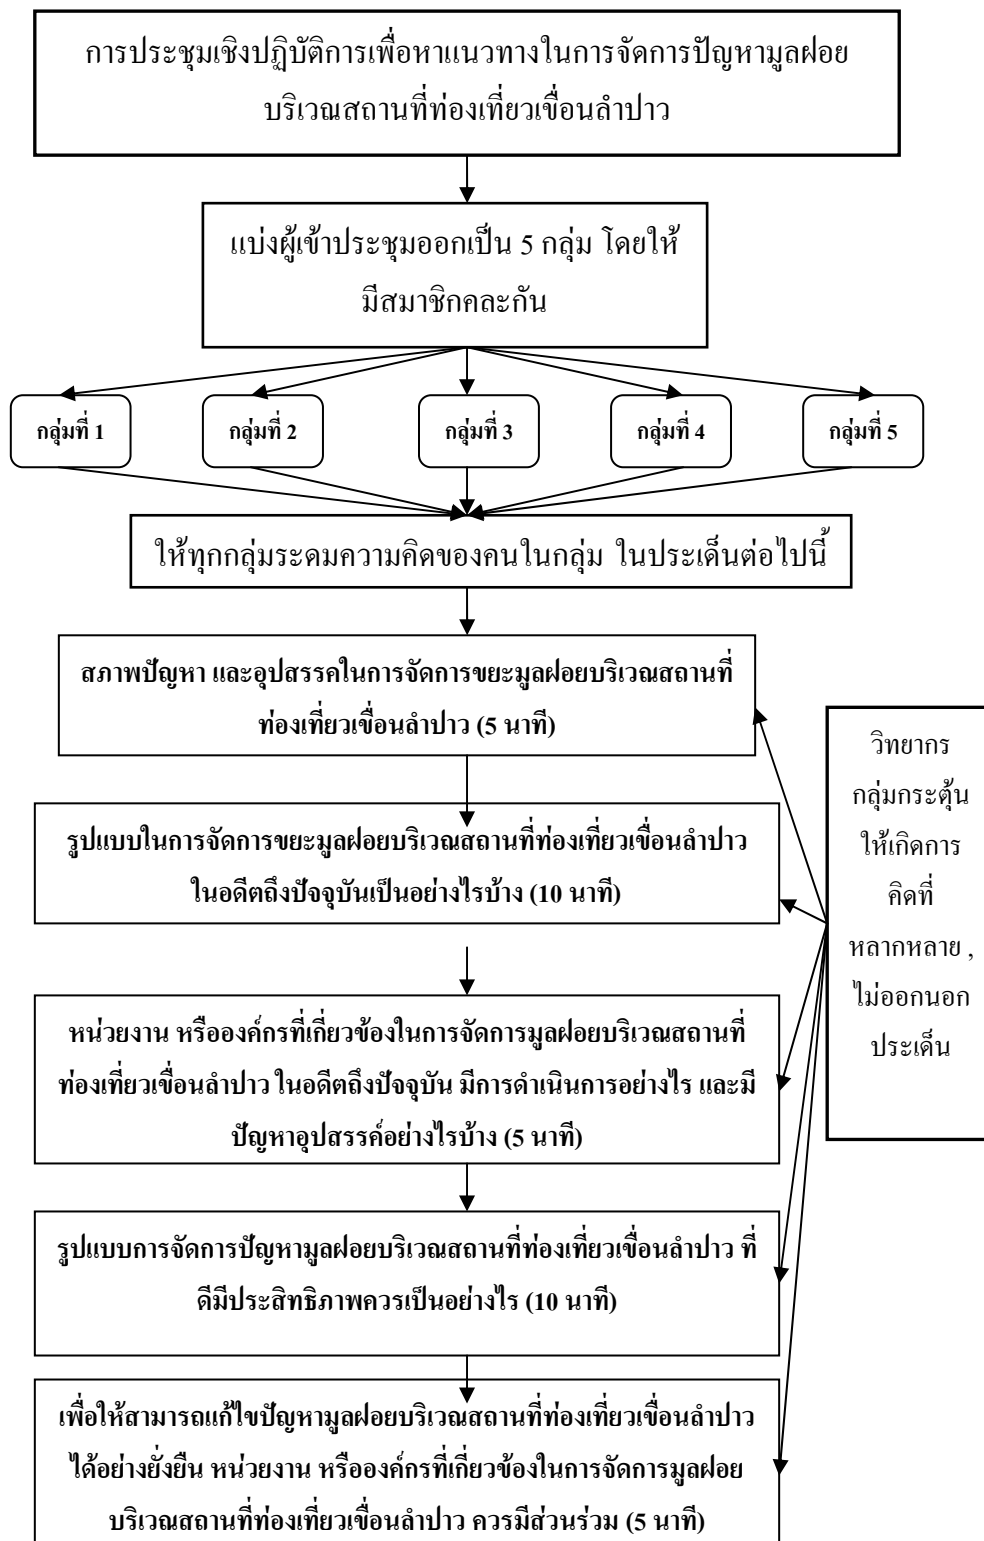 การประชุมเชิงปฏิบัติการเพื่อหาแนวทางในการจัดการปัญหามูลฝอย
บริเวณสถานที่ท่องเที่ยวเขื่อนลำปาว
แบ่งผู้เข้าประชุมออกเป็น 5 กลุ่ม โดยให้
มีสมาชิกคละกัน
กลุ่มที่ 1
กลุ่มที่ 2
กลุ่มที่ 3
กลุ่มที่ 4
กลุ่มที่ 5
ให้ทุกกลุ่มระดมความคิดของคนในกลุ่ม ในประเด็นต่อไปนี้
สภาพปัญหา และอุปสรรคในการจัดการขยะมูลฝอยบริเวณสถานที่
ท่องเที่ยวเขื่อนลำปาว (5 นาที)
รูปแบบในการจัดการขยะมูลฝอยบริเวณสถานที่ท่องเที่ยวเขื่อนลำปาว
ในอดีตถึงปัจจุบันเป็นอย่างไรบ้าง (10 นาที)
หน่วยงาน หรือองค์กรที่เกี่ยวข้องในการจัดการมูลฝอยบริเวณสถานที่
ท่องเที่ยวเขื่อนลำปาว ในอดีตถึงปัจจุบัน มีการดำเนินการอย่างไร และมี
ปัญหาอุปสรรค์อย่างไรบ้าง (5 นาที)
รูปแบบการจัดการปัญหามูลฝอยบริเวณสถานที่ท่องเที่ยวเขื่อนลำปาว ที่
ดีมีประสิทธิภาพควรเป็นอย่างไร (10 นาที)
เพื่อให้สามารถแก้ไขปัญหามูลฝอยบริเวณสถานที่ท่องเที่ยวเขื่อนลำปาว
ได้อย่างยั่งยืน หน่วยงาน หรือองค์กรที่เกี่ยวข้องในการจัดการมูลฝอย
บริเวณสถานที่ท่องเที่ยวเขื่อนลำปาว ควรมีส่วนร่วม (5 นาที)
วิทยากร
กลุ่มกระตุ้น
ให้เกิดการ
คิดที่
หลากหลาย ,
ไม่ออกนอก
ประเด็น